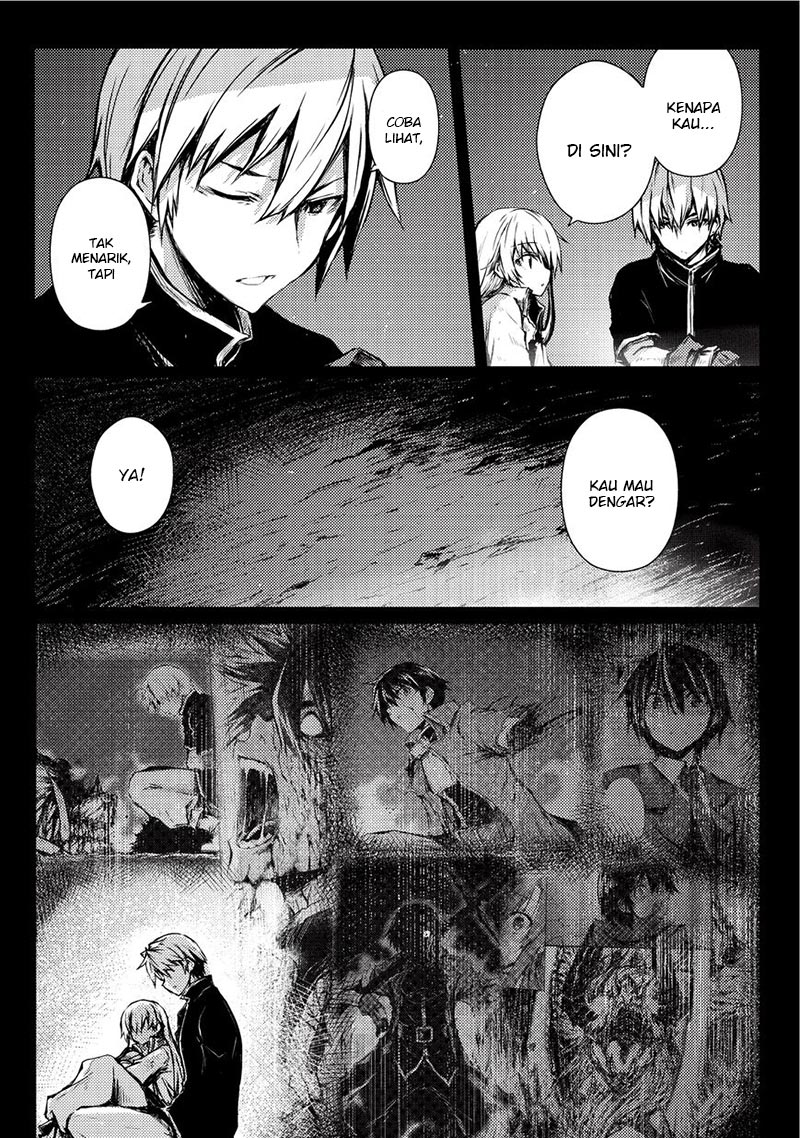 KENAPA
KAU...
DI SINI?
COBA
LIHAT,
TAK
MENARIK,
TAPI
KAU MAU
DENGAR?
YA!